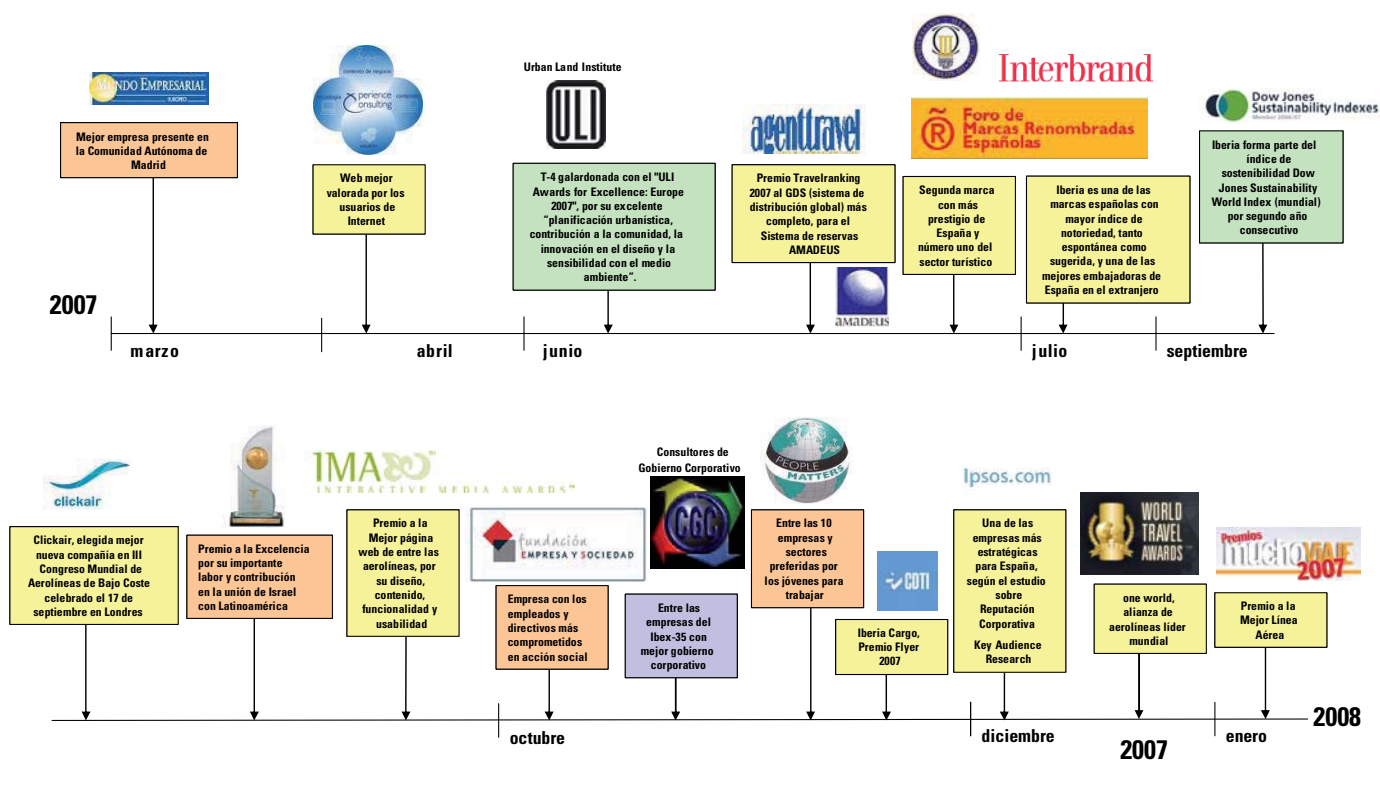 MUNDO EMPRESARIAL
EUROPEO
Mejor empresa presente en
la Comunidad Autónoma de
Madrid
contexto de negocio
Xperience
Consulting
Web mejor
valorada por los
usuarios de
Internet
Urban Land Institute
ULI
T-4 galardonada con el "ULI
Awards for Excellence: Europe
2007", por su excelente
“planificación urbanística,
contribución a la comunidad, la
innovación en el diseño y la
sensibilidad con el medio
ambiente”.
agenttravel
Premio Travelranking
2007 al GDS (sistema de
distribución global) más
completo, para el
Sistema de reservas
AMADEUS
amadeus
Interbrand
Foro de
Marcas Renombradas
Españolas
Segunda marca
con más
prestigio de
España y
número uno del
sector turístico
Iberia es una de las
marcas españolas con
mayor índice de
notoriedad, tanto
espontánea como
sugerida, y una de las
mejores embajadoras de
España en el extranjero
Dow Jones
Sustainability Indexes
Member 2006/07
Iberia forma parte del
índice de
sostenibilidad Dow
Jones Sustainability
World Index (mundial)
por segundo año
consecutivo
2007
marzo
abril
junio
julio
septiembre
clickair
Clickair, elegida mejor
nueva compañía en III
Congreso Mundial de
Aerolíneas de Bajo Coste
celebrado el 17 de
septiembre en Londres
Premio a la Excelencia
por su importante
labor y contribución
en la unión de Israel
con Latinoamérica
IMA
INTERACTIVE MEDIA AWARDS™
Premio a la
Mejor página
web de entre las
aerolíneas, por
su diseño,
contenido,
funcionalidad y
usabilidad
fundación
EMPRESA Y SOCIEDAD
Empresa con los
empleados y
directivos más
comprometidos
en acción social
Consultores de
Gobierno Corporativo
CGC
Entre las
empresas del
Ibex-35 con
mejor gobierno
corporativo
PEOPLE
MATTERS
Entre las 10
empresas y
sectores
preferidas por
los jóvenes para
trabajar
CDTI
Iberia Cargo,
Premio Flyer
2007
Ipsos.com
Una de las
empresas más
estratégicas
para España,
según el estudio
sobre
Reputación
Corporativa
Key Audience
Research
WORLD
TRAVEL
AWARDS™
one world,
alianza de
aerolíneas líder
mundial
Premios
muchoviaje
2007
Premio a la
Mejor Línea
Aérea
octubre
diciembre
2007
enero
2008